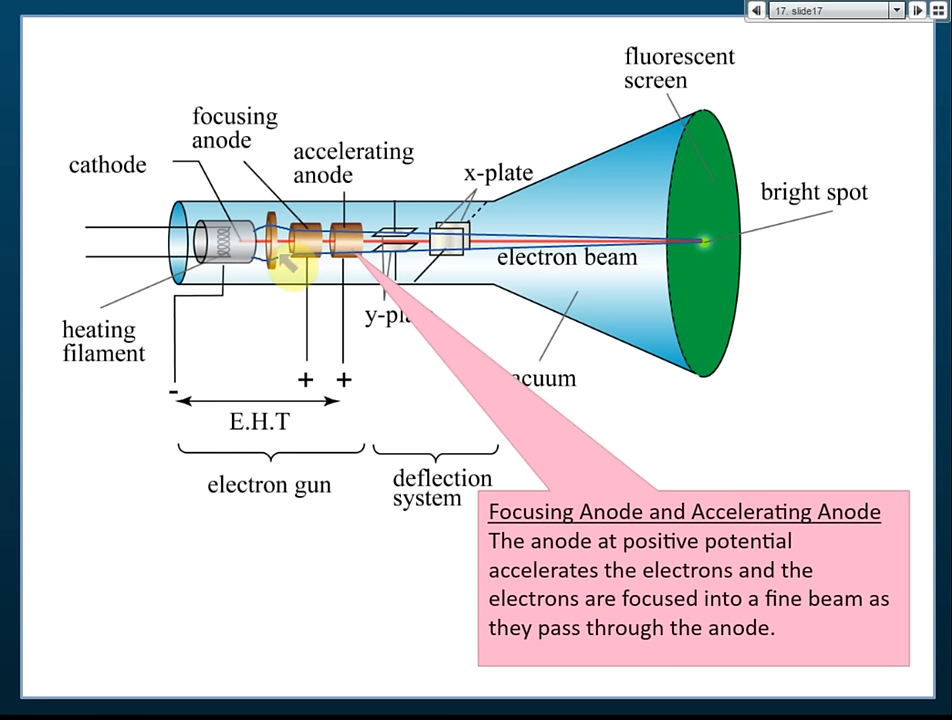 17. slide17
fluorescent
screen
focusing
anode
accelerating
anode
cathode
x-plate
bright spot
electron beam
heating
filament
y-pla
+ +
-
acuum
E.H.T
electron gun
deflection
system
Focusing Anode and Accelerating Anode
The anode at positive potential
accelerates the electrons and the
electrons are focused into a fine beam as
they pass through the anode.